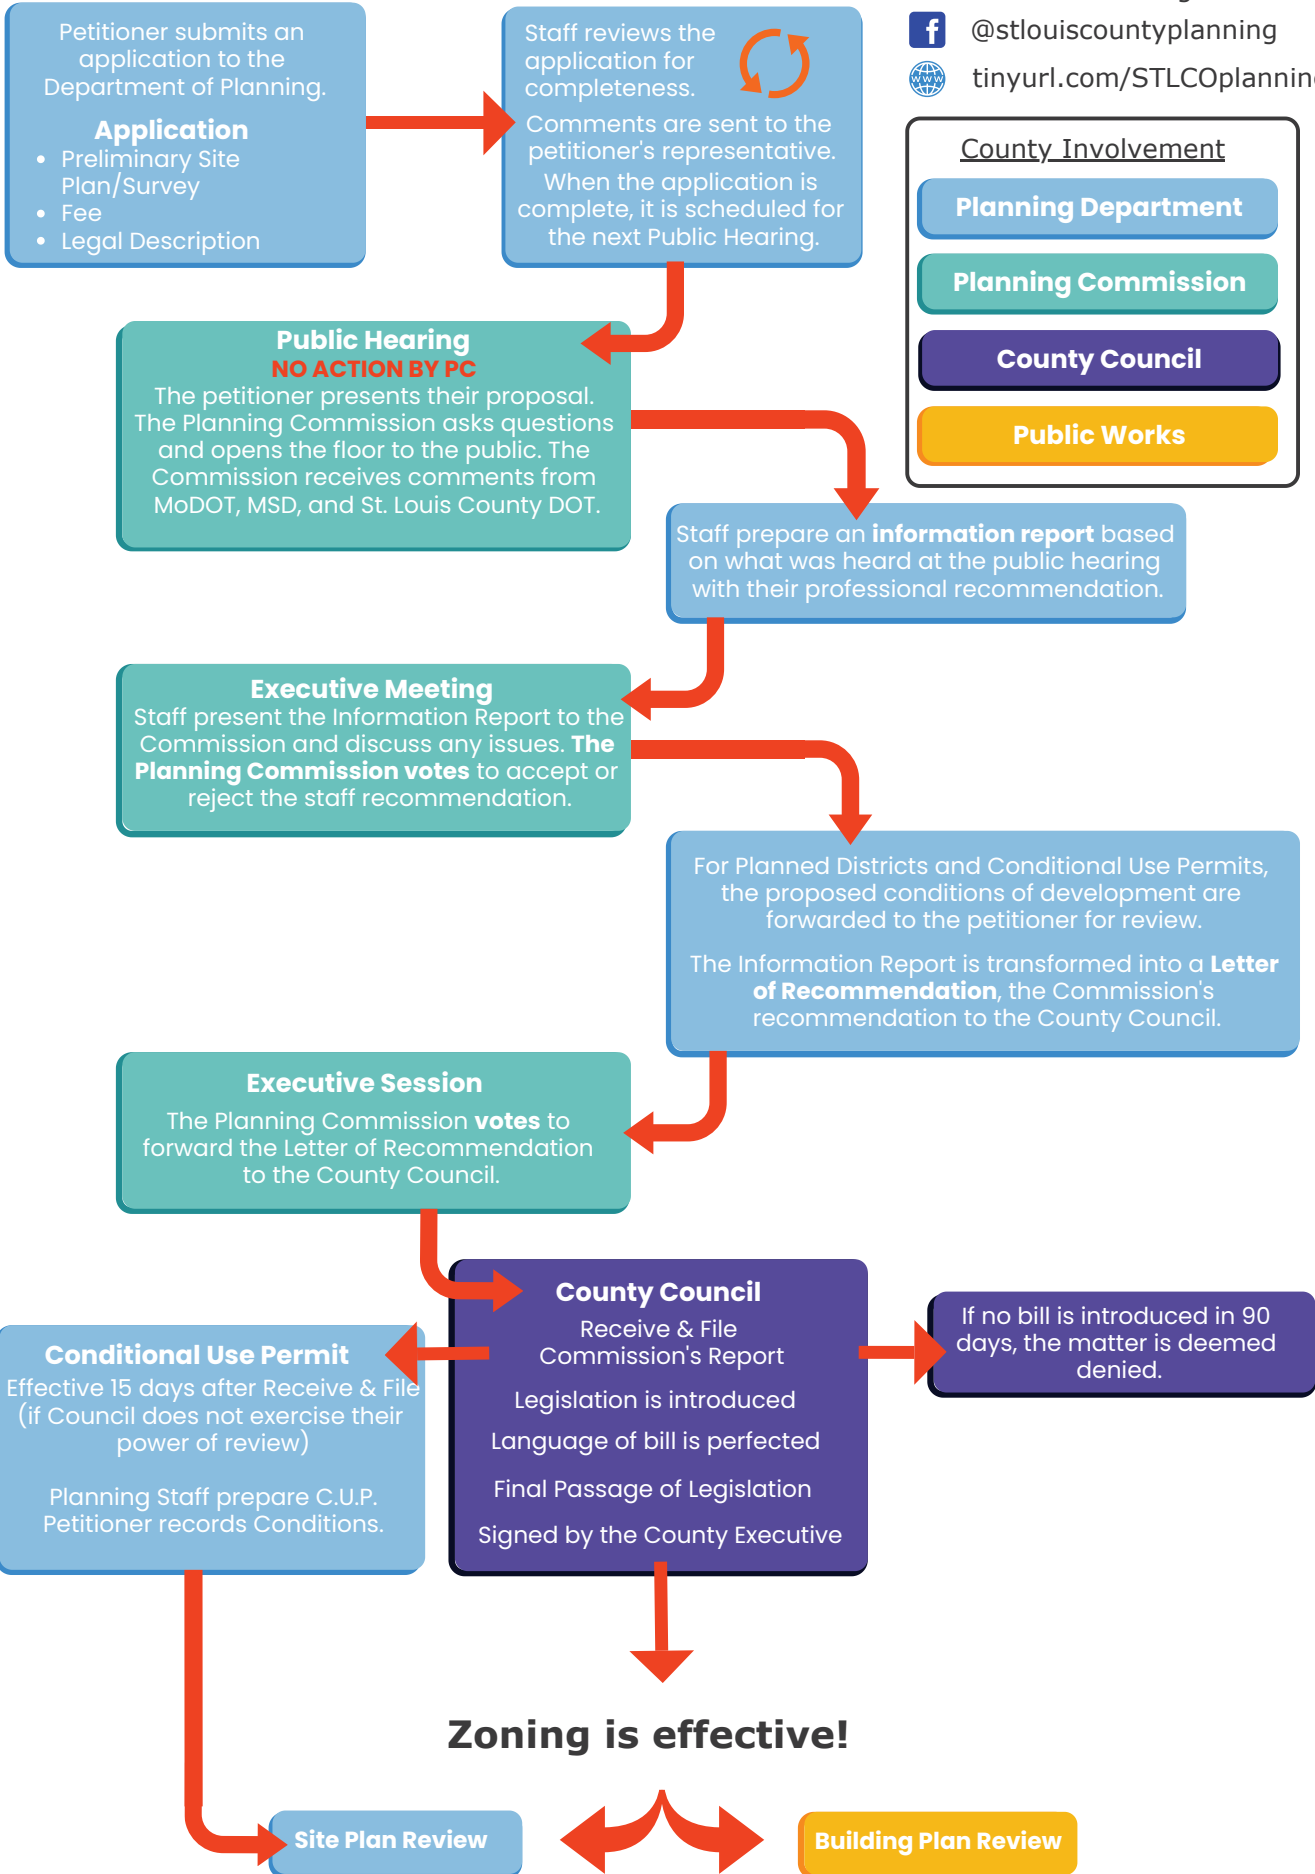 Petitioner submits an
application to the
Department of Planning.
Application
• Preliminary Site
Plan/Survey
• Fee
• Legal Description
Staff reviews the
application for
completeness.
Comments are sent to the
petitioner's representative.
When the application is
complete, it is scheduled for
the next Public Hearing.
@stlouiscountyplanning
www
tinyurl.com/STLCOplanning
County Involvement
Planning Department
Planning Commission
County Council
Public Works
Public Hearing
NO ACTION BY PC
The petitioner presents their proposal.
The Planning Commission asks questions
and opens the floor to the public. The
Commission receives comments from
MoDOT, MSD, and St. Louis County DOT.
Staff prepare an information report based
on what was heard at the public hearing
with their professional recommendation.
Executive Meeting
Staff present the Information Report to the
Commission and discuss any issues. The
Planning Commission votes to accept or
reject the staff recommendation.
For Planned Districts and Conditional Use Permits,
the proposed conditions of development are
forwarded to the petitioner for review.
The Information Report is transformed into a Letter
of Recommendation, the Commission's
recommendation to the County Council.
Executive Session
The Planning Commission votes to
forward the Letter of Recommendation
to the County Council.
County Council
Receive & File
Commission's Report
Legislation is introduced
Language of bill is perfected
Final Passage of Legislation
Signed by the County Executive
If no bill is introduced in 90
days, the matter is deemed
denied.
Conditional Use Permit
Effective 15 days after Receive & File
(if Council does not exercise their
power of review)
Planning Staff prepare C.U.P.
Petitioner records Conditions.
Zoning is effective!
Site Plan Review
Building Plan Review